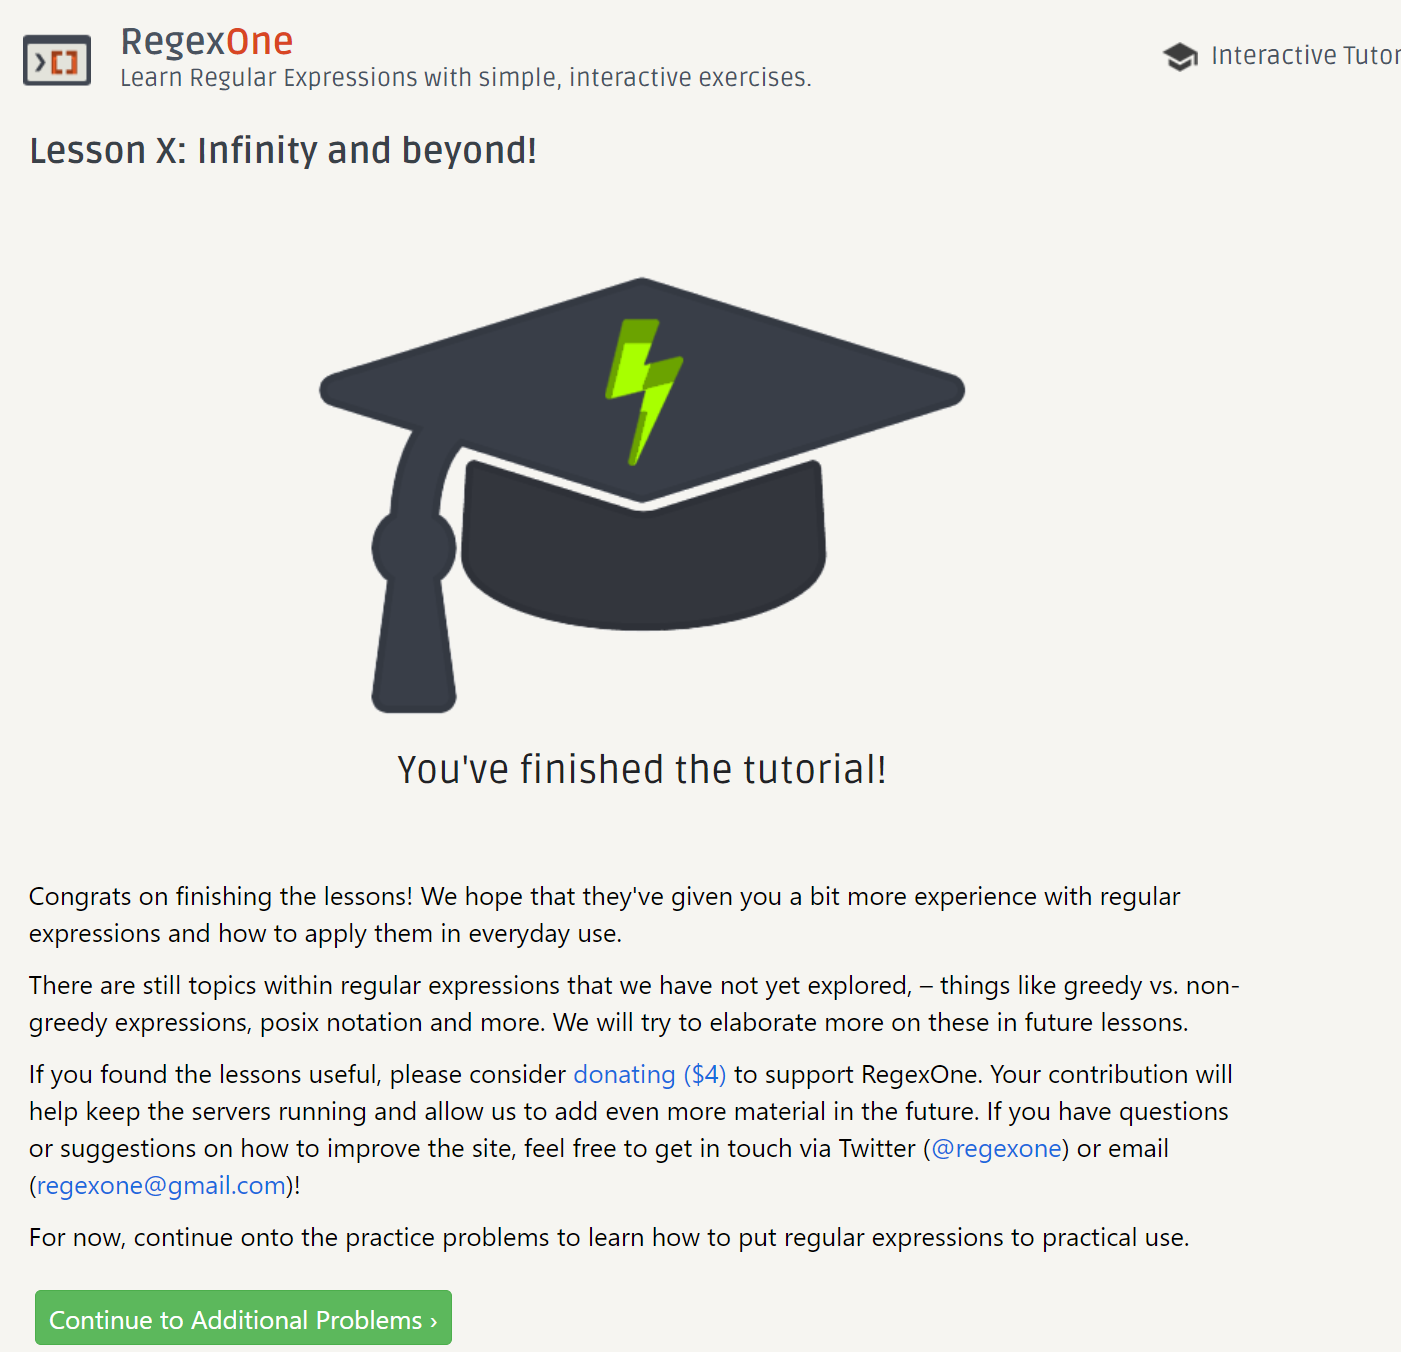 RegexOne
Learn Regular Expressions with simple, interactive exercises.
Interactive Tutor
Lesson X: Infinity and beyond!
You've finished the tutorial!
Congrats on finishing the lessons! We hope that they've given you a bit more experience with regular
expressions and how to apply them in everyday use.
There are still topics within regular expressions that we have not yet explored, – things like greedy vs. non-
greedy expressions, posix notation and more. We will try to elaborate more on these in future lessons.
If you found the lessons useful, please consider donating ($4) to support RegexOne. Your contribution will
help keep the servers running and allow us to add even more material in the future. If you have questions
or suggestions on how to improve the site, feel free to get in touch via Twitter (@regexone) or email
(regexone@gmail.com)!
For now, continue onto the practice problems to learn how to put regular expressions to practical use.
Continue to Additional Problems ›